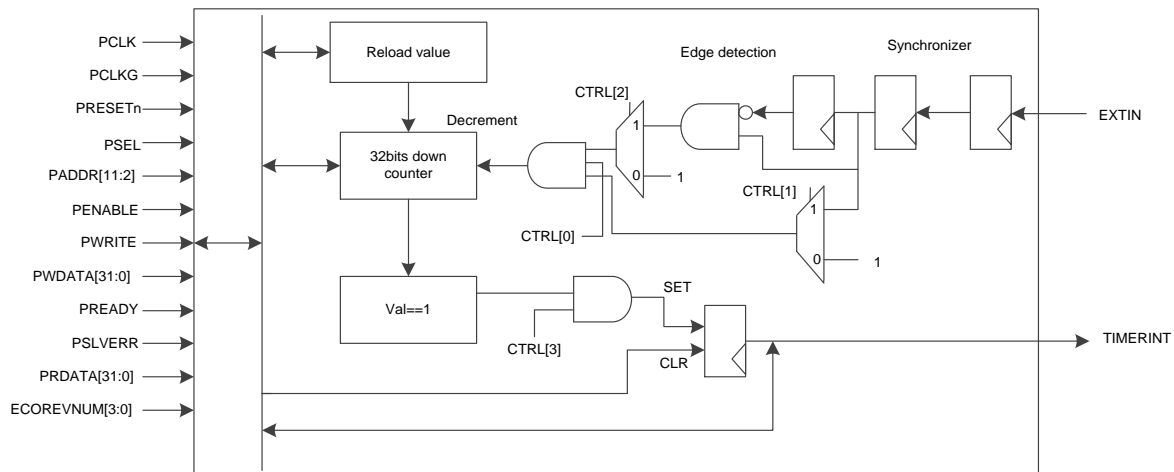 PCLK
PCLKG
PRESETn
PSEL
PADDR[11:2]
PENABLE
PWRITE
PWDATA[31:0]
PREADY
PSLVERR
PRDATA[31:0]
ECOREVNUM[3:0]
Reload value
Edge detection
Synchronizer
CTRL[2]
EXTIN
Decrement
1
32bits down
counter
0
1
CTRL[1]
1
CTRL[0]
0
1
Val==1
SET
CTRL[3]
CLR
TIMERINT